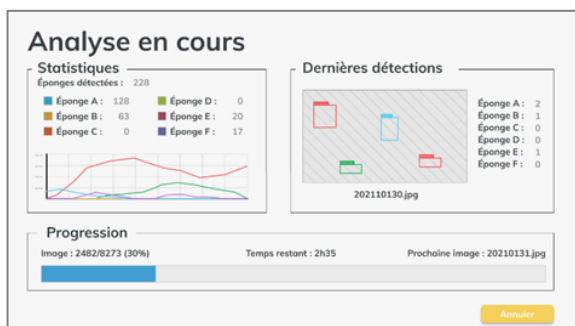 Analyse en cours
Statistiques
Éponges détectées : 228
Éponge A : 128
Éponge D : 0
Éponge B : 63
Éponge E : 20
Éponge C : 0
Éponge F : 17
Dernières détections
Éponge A : 2
Éponge B : 1
Éponge C : 0
Éponge D : 0
Éponge E : 1
Éponge F : 0
202110130.jpg
Progression
Image : 2482/8273 (30%)
Temps restant : 2h35
Prochaine image : 20210131.jpg
Annuler